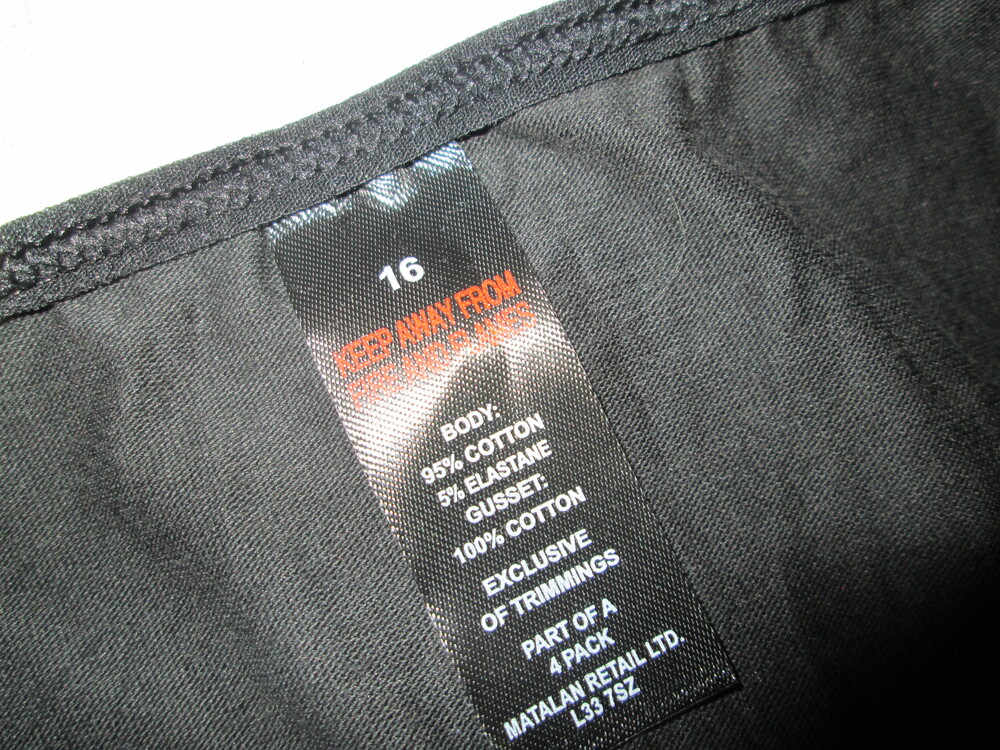 16
KEEP AWAY FROM
FIRE AND FLAMES
BODY:
95% COTTON
5% ELASTANE
GUSSET:
100% COTTON
EXCLUSIVE
OF TRIMMINGS
PART OF A
4 PACK
MATALAN RETAIL LTD.
L33 7SZ